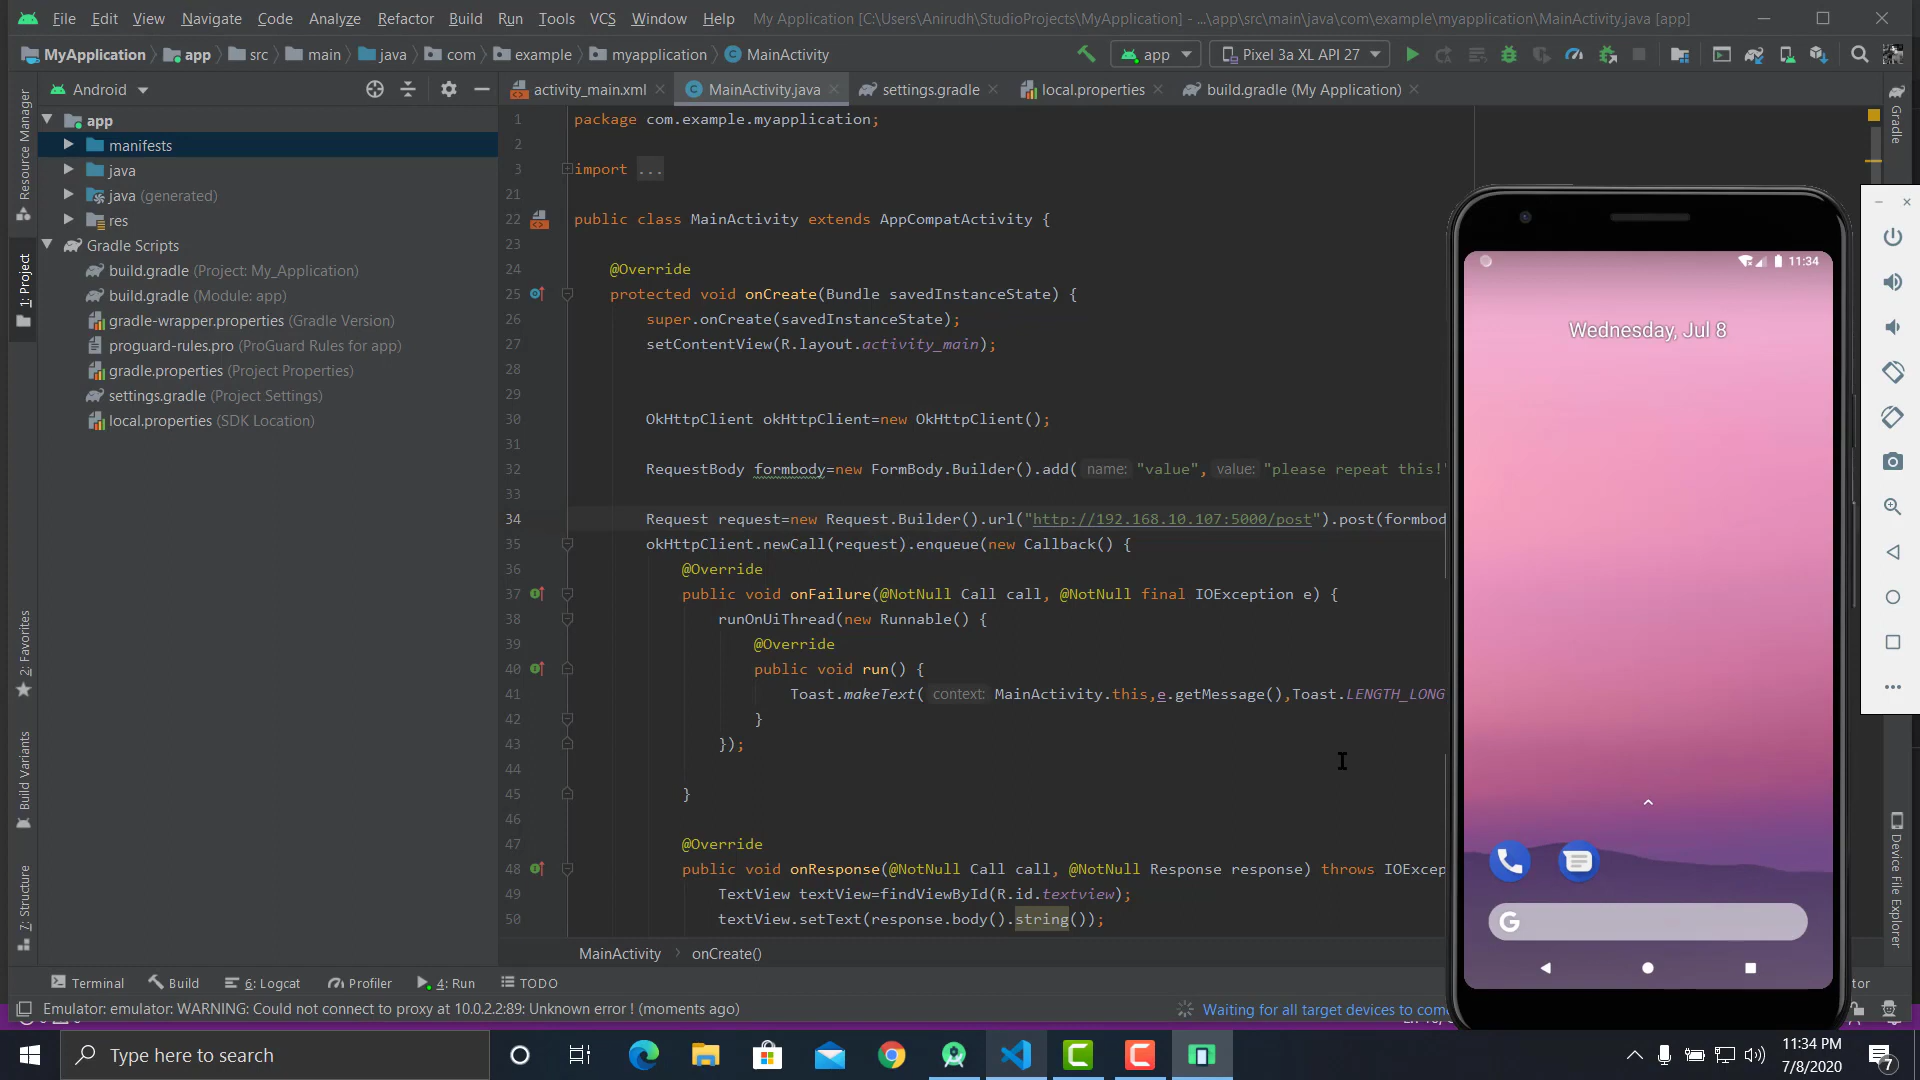 File Edit View Navigate Code Analyze Refactor Build Run Tools VCS Window Help My Application [C:\Users\Anirudh\StudioProjects\MyApplication] - ...\app\src\main\java\com\example\myapplication\MainActivity.java [app]
MyApplication app src main java com example myapplication MainActivity app Pixel 3a XL API 27
Android activity_main.xml MainActivity.java settings.gradle local.properties build.gradle (My Application)
Resource Manager
1: Project
2: Favorites
Build Variants
7: Structure
app
manifests
java
java (generated)
res
Gradle Scripts
build.gradle (Project: My_Application)
build.gradle (Module: app)
gradle-wrapper.properties (Gradle Version)
proguard-rules.pro (ProGuard Rules for app)
gradle.properties (Project Properties)
settings.gradle (Project Settings)
local.properties (SDK Location)
1 package com.example.myapplication;
2
3 import ...
21
22 public class MainActivity extends AppCompatActivity {
23
24 @Override
25 protected void onCreate(Bundle savedInstanceState) {
26 super.onCreate(savedInstanceState);
27 setContentView(R.layout.activity_main);
28
29
30 OkHttpClient okHttpClient=new OkHttpClient();
31
32 RequestBody formbody=new FormBody.Builder().add( name: "value", value: "please repeat this!"
33
34 Request request=new Request.Builder().url("http://192.168.10.107:5000/post").post(formbod
35 okHttpClient.newCall(request).enqueue(new Callback() {
36 @Override
37 public void onFailure(@NotNull Call call, @NotNull final IOException e) {
38 runOnUiThread(new Runnable() {
39 @Override
40 public void run() {
41 Toast.makeText( context: MainActivity.this,e.getMessage(),Toast.LENGTH_LONG
42 }
43 });
44
45 }
46
47 @Override
48 public void onResponse(@NotNull Call call, @NotNull Response response) throws IOExcep
49 TextView textView=findViewById(R.id.textview);
50 textView.setText(response.body().string());
MainActivity onCreate()
Gradle
Device File Explorer
11:34
Wednesday, Jul 8
G
Terminal Build 6: Logcat Profiler 4: Run TODO tor
Emulator: emulator: WARNING: Could not connect to proxy at 10.0.2.2:89: Unknown error ! (moments ago) Waiting for all target devices to com
Type here to search
11:34 PM
7/8/2020
7